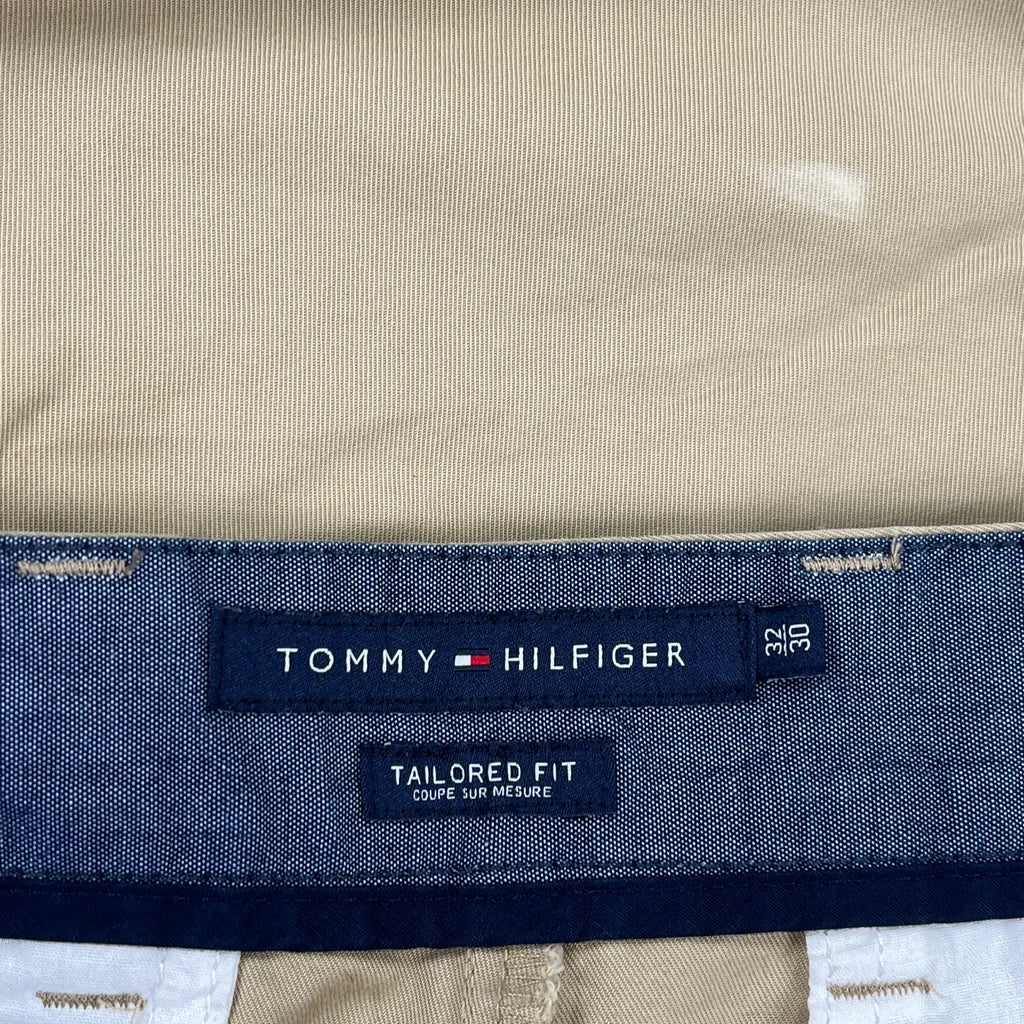 TOMMY HILFIGER
32
30
TAILORED FIT
COUPE SUR MESURE